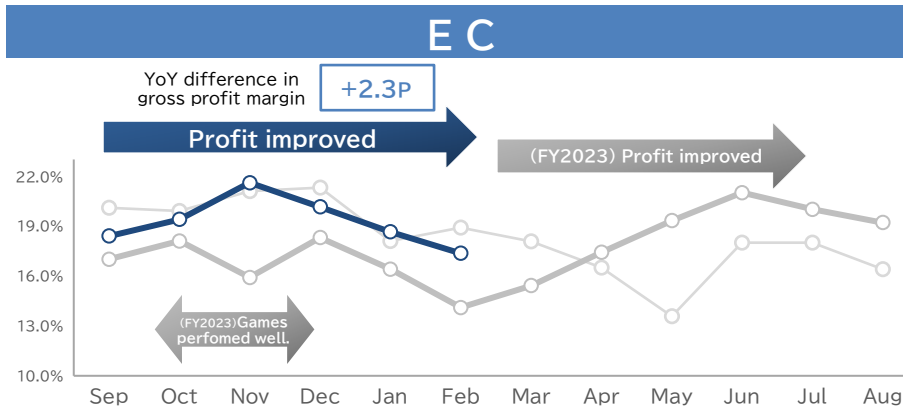 E C
YoY difference in
gross profit margin
+2.3P
Profit improved
(FY2023) Profit improved
22.0%
19.0%
16.0%
13.0%
10.0%
(FY2023)Games
perfomed well.
Sep Oct Nov Dec Jan Feb Mar Apr May Jun Jul Aug